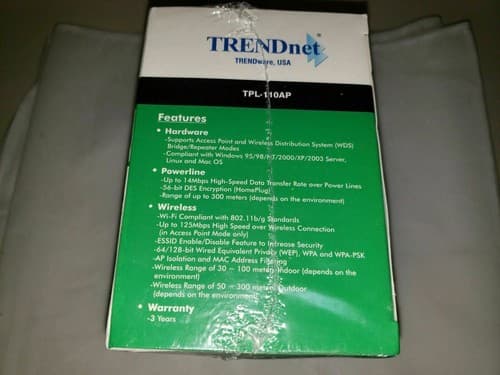 TRENDnet
TRENDware, USA
TPL-110AP
Features
• Hardware
-Supports Access Point and Wireless Distribution System (WDS)
Bridge/Repeater Modes
-Compliant with Windows 95/98/NT/2000/XP/2003 Server,
Linux and Mac OS
• Powerline
-Up to 14Mbps High-Speed Data Transfer Rate over Power Lines
-56-bit DES Encryption (HomePlug)
-Range of up to 300 meters (depends on the environment)
• Wireless
-Wi-Fi Compliant with 802.11b/g Standards
-Up to 125Mbps High Speed over Wireless Connection
(in Access Point Mode only)
-ESSID Enable/Disable Feature to Increase Security
-64/128-bit Wired Equivalent Privacy (WEP), WPA and WPA-PSK
-AP Isolation and MAC Address Filtering
-Wireless Range of 30 ~ 100 meters Indoor (depends on the
environment)
-Wireless Range of 50 ~ 300 meters Outdoor
(depends on the environment)
• Warranty
-3 Years